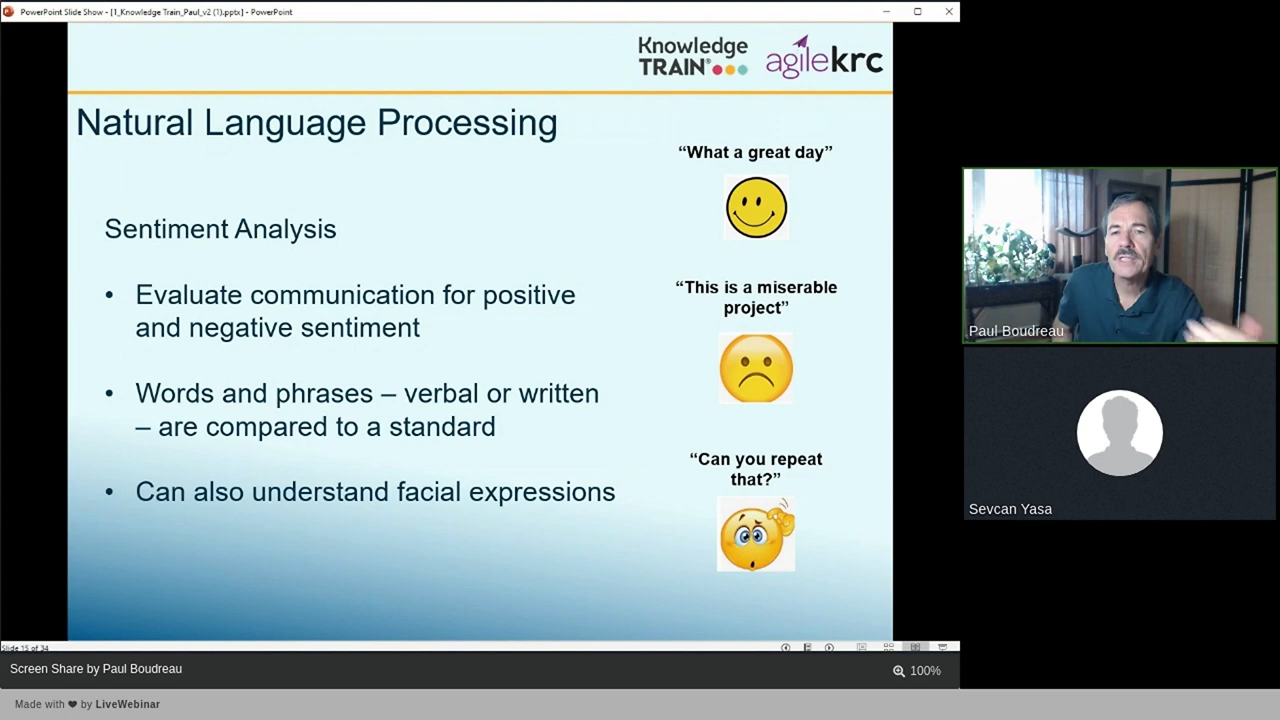 PowerPoint Slide Show - [1_Knowledge Train_Paul_v2 (1).pptx] - PowerPoint
Knowledge
TRAIN®
agilekrc
Natural Language Processing
Sentiment Analysis
• Evaluate communication for positive
and negative sentiment
• Words and phrases – verbal or written
– are compared to a standard
• Can also understand facial expressions
“What a great day”
“This is a miserable
project”
“Can you repeat
that?”
Paul Boudreau
Sevcan Yasa
Slide 15 of 34
Screen Share by Paul Boudreau
100%
Made with ❤ by LiveWebinar